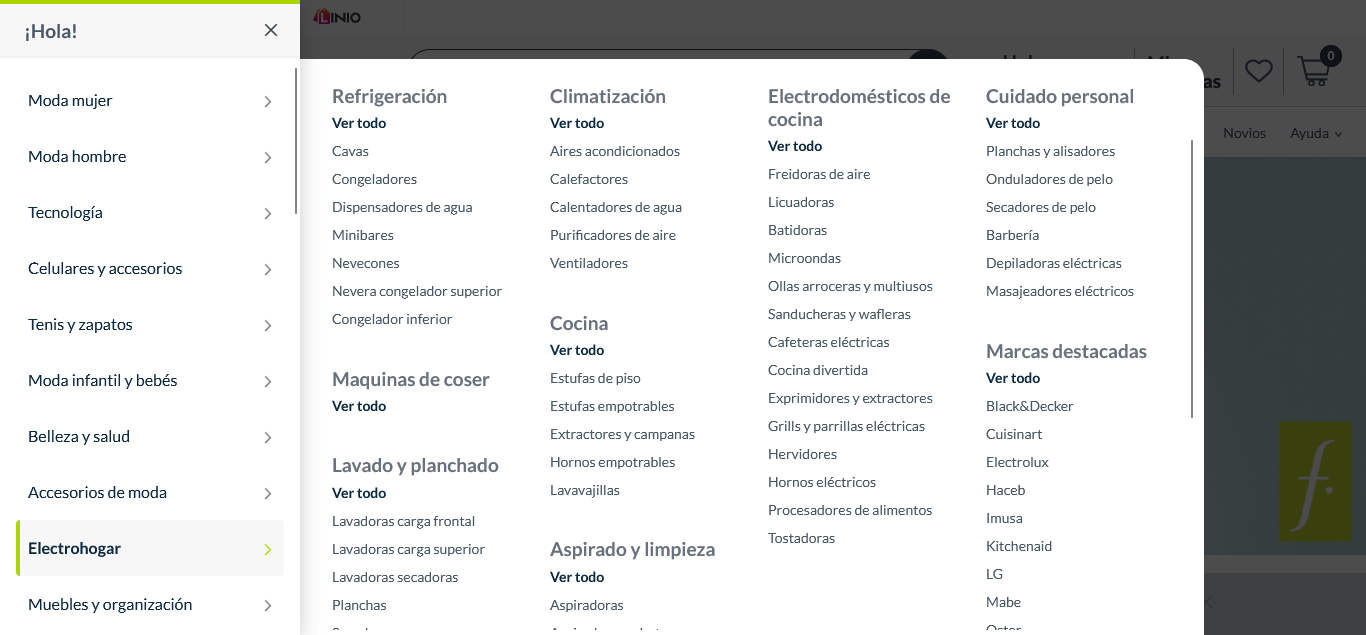 ¡Hola!
Moda mujer
Moda hombre
Tecnología
Celulares y accesorios
Tenis y zapatos
Moda infantil y bebés
Belleza y salud
Accesorios de moda
Electrohogar
Muebles y organización
LINIO
0
as
Novios
Ayuda
Refrigeración
Ver todo
Cavas
Congeladores
Dispensadores de agua
Minibares
Nevecones
Nevera congelador superior
Congelador inferior
Maquinas de coser
Ver todo
Lavado y planchado
Ver todo
Lavadoras carga frontal
Lavadoras carga superior
Lavadoras secadoras
Planchas
Climatización
Ver todo
Aires acondicionados
Calefactores
Calentadores de agua
Purificadores de aire
Ventiladores
Cocina
Ver todo
Estufas de piso
Estufas empotrables
Extractores y campanas
Hornos empotrables
Lavavajillas
Aspirado y limpieza
Ver todo
Aspiradoras
Electrodomésticos de
cocina
Ver todo
Freidoras de aire
Licuadoras
Batidoras
Microondas
Ollas arroceras y multiusos
Sanducheras y wafleras
Cafeteras eléctricas
Cocina divertida
Exprimidores y extractores
Grills y parrillas eléctricas
Hervidores
Hornos eléctricos
Procesadores de alimentos
Tostadoras
Cuidado personal
Ver todo
Planchas y alisadores
Onduladores de pelo
Secadores de pelo
Barbería
Depiladoras eléctricas
Masajeadores eléctricos
Marcas destacadas
Ver todo
Black&Decker
Cuisinart
Electrolux
Haceb
Imusa
Kitchenaid
LG
Mabe
Oster
f.